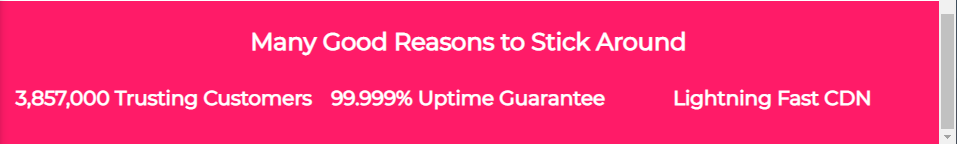 Many Good Reasons to Stick Around
3,857,000 Trusting Customers 99.999% Uptime Guarantee Lightning Fast CDN